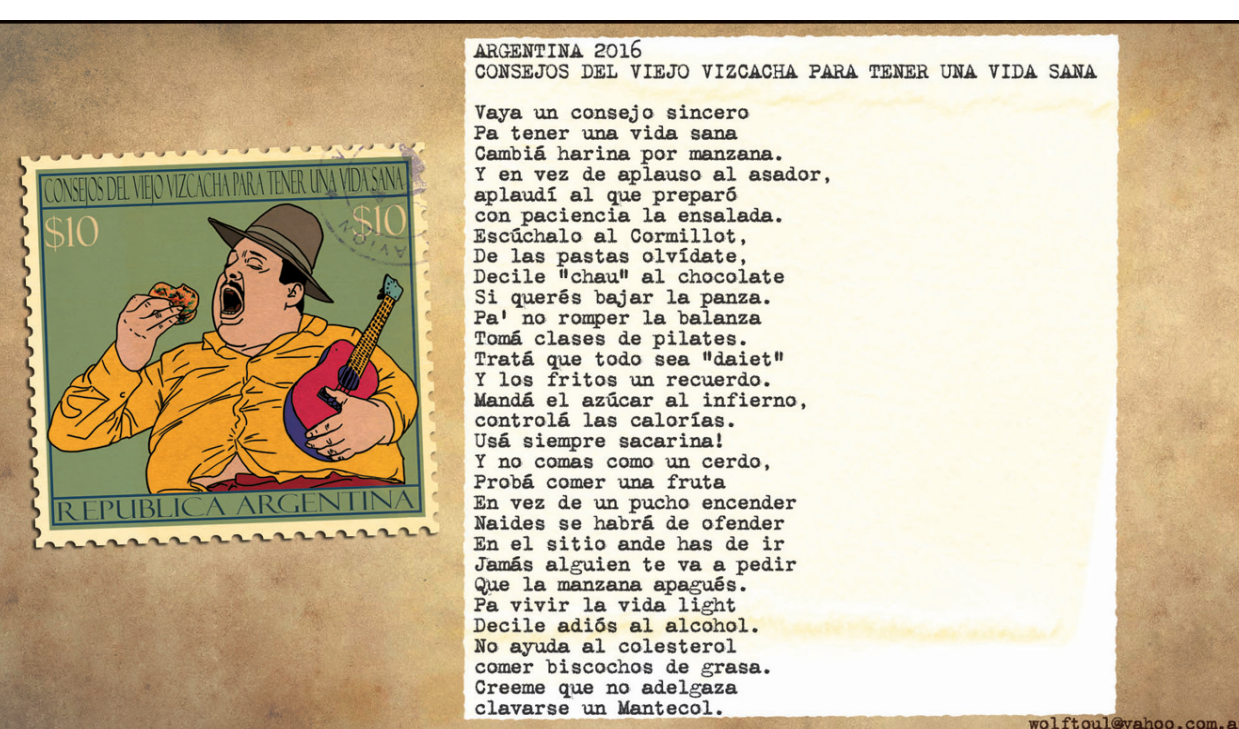 ARGENTINA 2016
CONSEJOS DEL VIEJO VIZCACHA PARA TENER UNA VIDA SANA
Vaya un consejo sincero
Pa tener una vida sana
Cambiá harina por manzana.
Y en vez de aplauso al asador,
aplaudí al que preparó
con paciencia la ensalada.
Escúchalo al Cormillot,
De las pastas olvídate,
Decile "chau" al chocolate
Si querés bajar la panza.
Pa' no romper la balanza
Tomá clases de pilates.
Tratá que todo sea "daiet"
Y los fritos un recuerdo.
Mandá el azúcar al infierno,
controlá las calorías.
Usá siempre sacarina!
Y no comas como un cerdo,
Probá comer una fruta
En vez de un pucho encender
Naides se habrá de ofender
En el sitio ande has de ir
Jamás alguien te va a pedir
Que la manzana apagués.
Pa vivir la vida light
Decile adiós al alcohol.
No ayuda al colesterol
comer biscochos de grasa.
Creeme que no adelgaza
clavarse un Mantecol.
CONSEJOS DEL VIEJO VIZCACHA PARA TENER UNA VIDA SANA
$10 $10
AVION
REPUBLICA ARGENTINA
wolftoul@yahoo.com.a